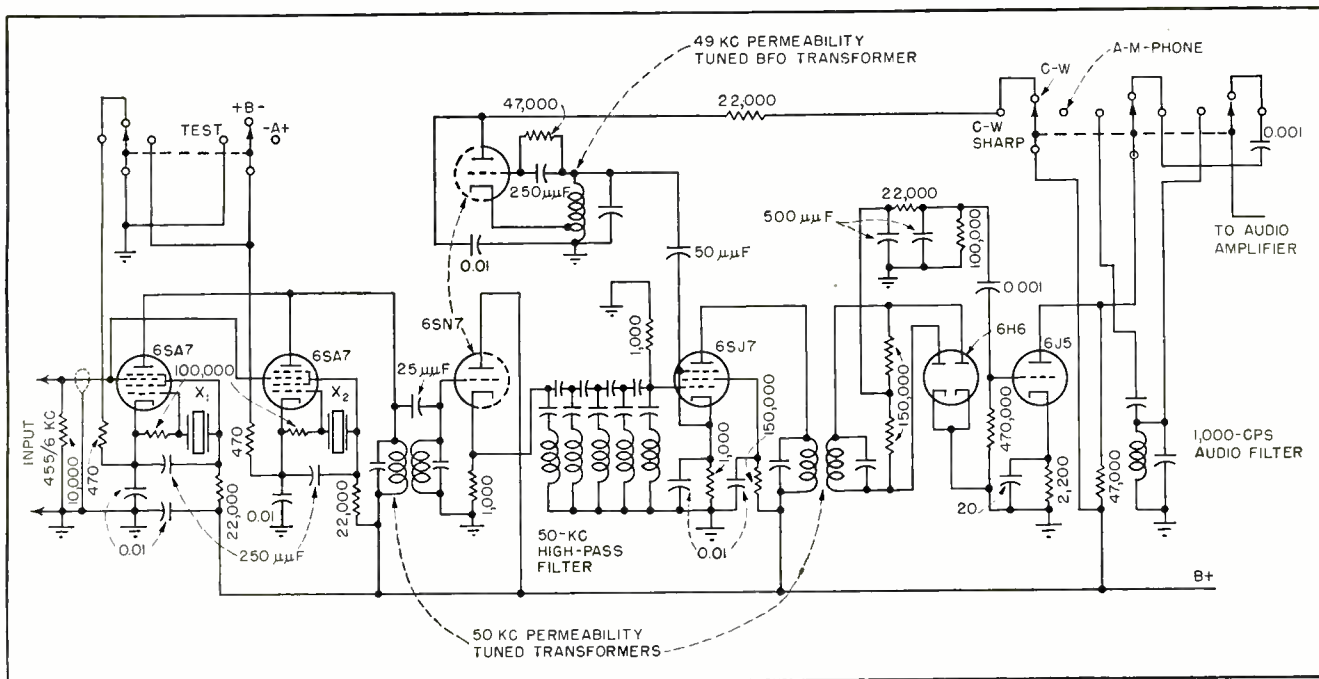 49 KC PERMEABILITY
TUNED BFO TRANSFORMER
A-M-PHONE
C-W
+B-
-A+
TEST
47,000
22,000
C-W
SHARP
0.001
250 µµF
22,000
500 µµF
100,000
TO AUDIO
AMPLIFIER
0.01
50 µµF
0.001
6SN7
6SA7
6SA7
100,000
25 µµF
1,000
6SJ7
6H6
6J5
X1
X2
150,000
INPUT
455/6 KC
10,000
470
470
1,000
1,000
150,000
470,000
1,000-CPS
AUDIO FILTER
22,000
0.01
22,000
20
2,200
47,000
0.01
250 µµF
50-KC
HIGH-PASS
FILTER
0.01
B+
50 KC PERMEABILITY
TUNED TRANSFORMERS